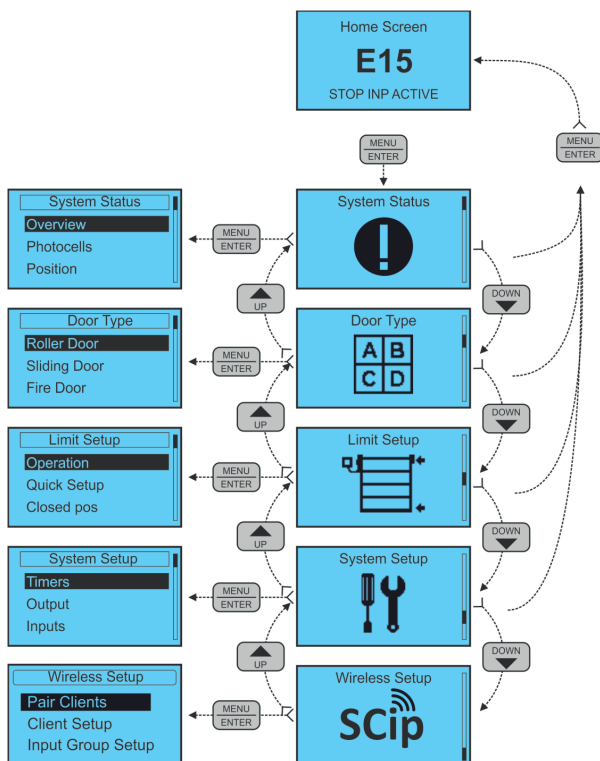 Home Screen
E15
STOP INP ACTIVE
MENU
ENTER
MENU
ENTER
System Status
Overview
Photocells
Position
MENU
ENTER
System Status
UP
DOWN
Door Type
Roller Door
Sliding Door
Fire Door
MENU
ENTER
Door Type
A B
C D
UP
DOWN
Limit Setup
Operation
Quick Setup
Closed pos
MENU
ENTER
Limit Setup
UP
DOWN
System Setup
Timers
Output
Inputs
MENU
ENTER
System Setup
UP
DOWN
Wireless Setup
Pair Clients
Client Setup
Input Group Setup
MENU
ENTER
Wireless Setup
SCip